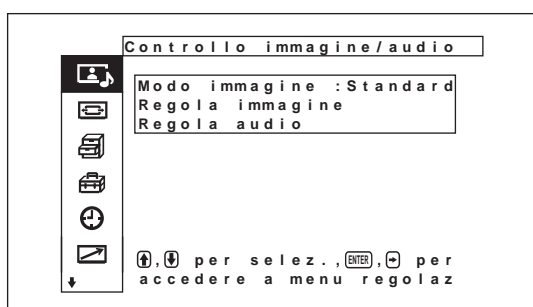 Controllo immagine/audio
Modo immagine :Standard
Regola immagine
Regola audio
↑,↓ per selez.,ENTER,→ per
accedere a menu regolaz